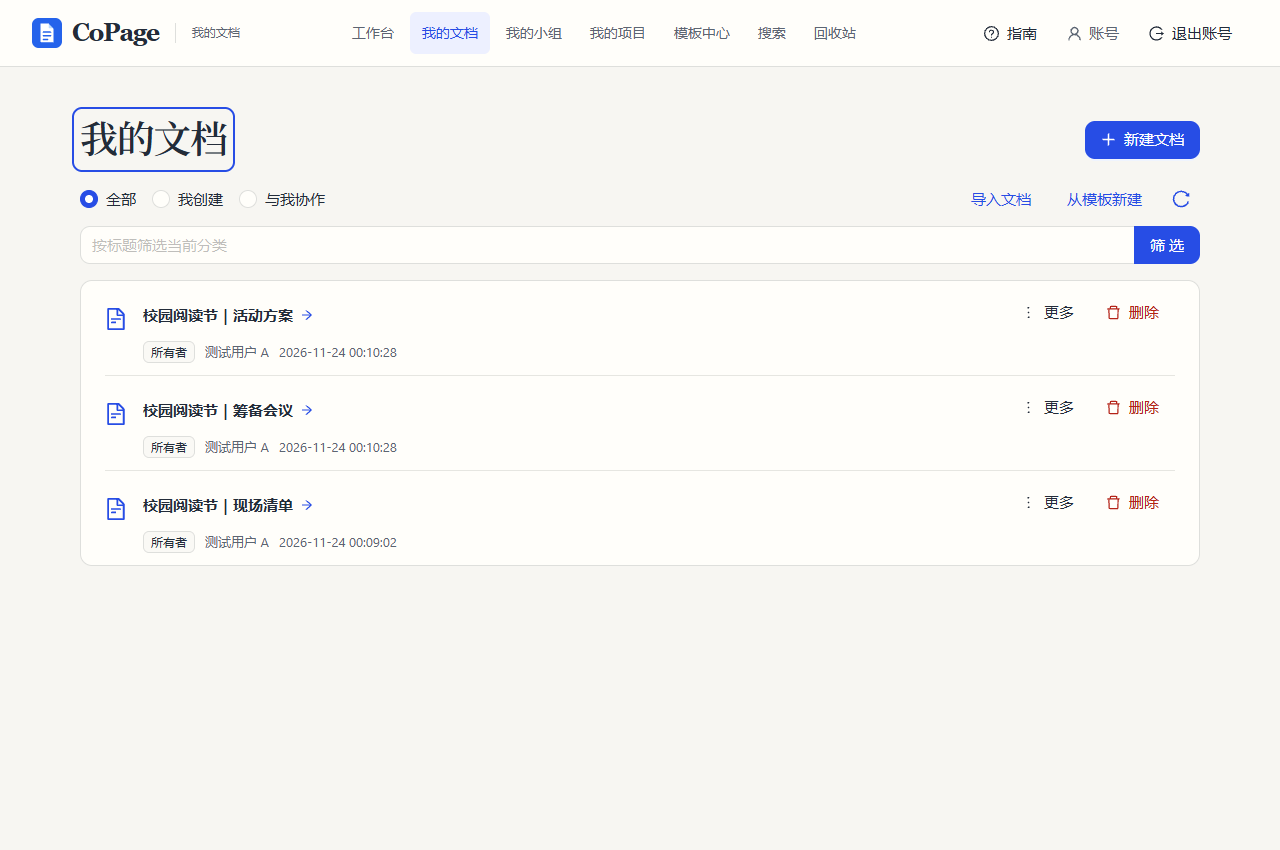 CoPage 我的文档 工作台 我的文档 我的小组 我的项目 模板中心 搜索 回收站 指南 账号 退出账号
我的文档 新建文档
全部 我创建 与我协作 导入文档 从模板新建
按标题筛选当前分类 筛 选
校园阅读节 | 活动方案 更多 删除
所有者 测试用户 A 2026-11-24 00:10:28
校园阅读节 | 筹备会议 更多 删除
所有者 测试用户 A 2026-11-24 00:10:28
校园阅读节 | 现场清单 更多 删除
所有者 测试用户 A 2026-11-24 00:09:02